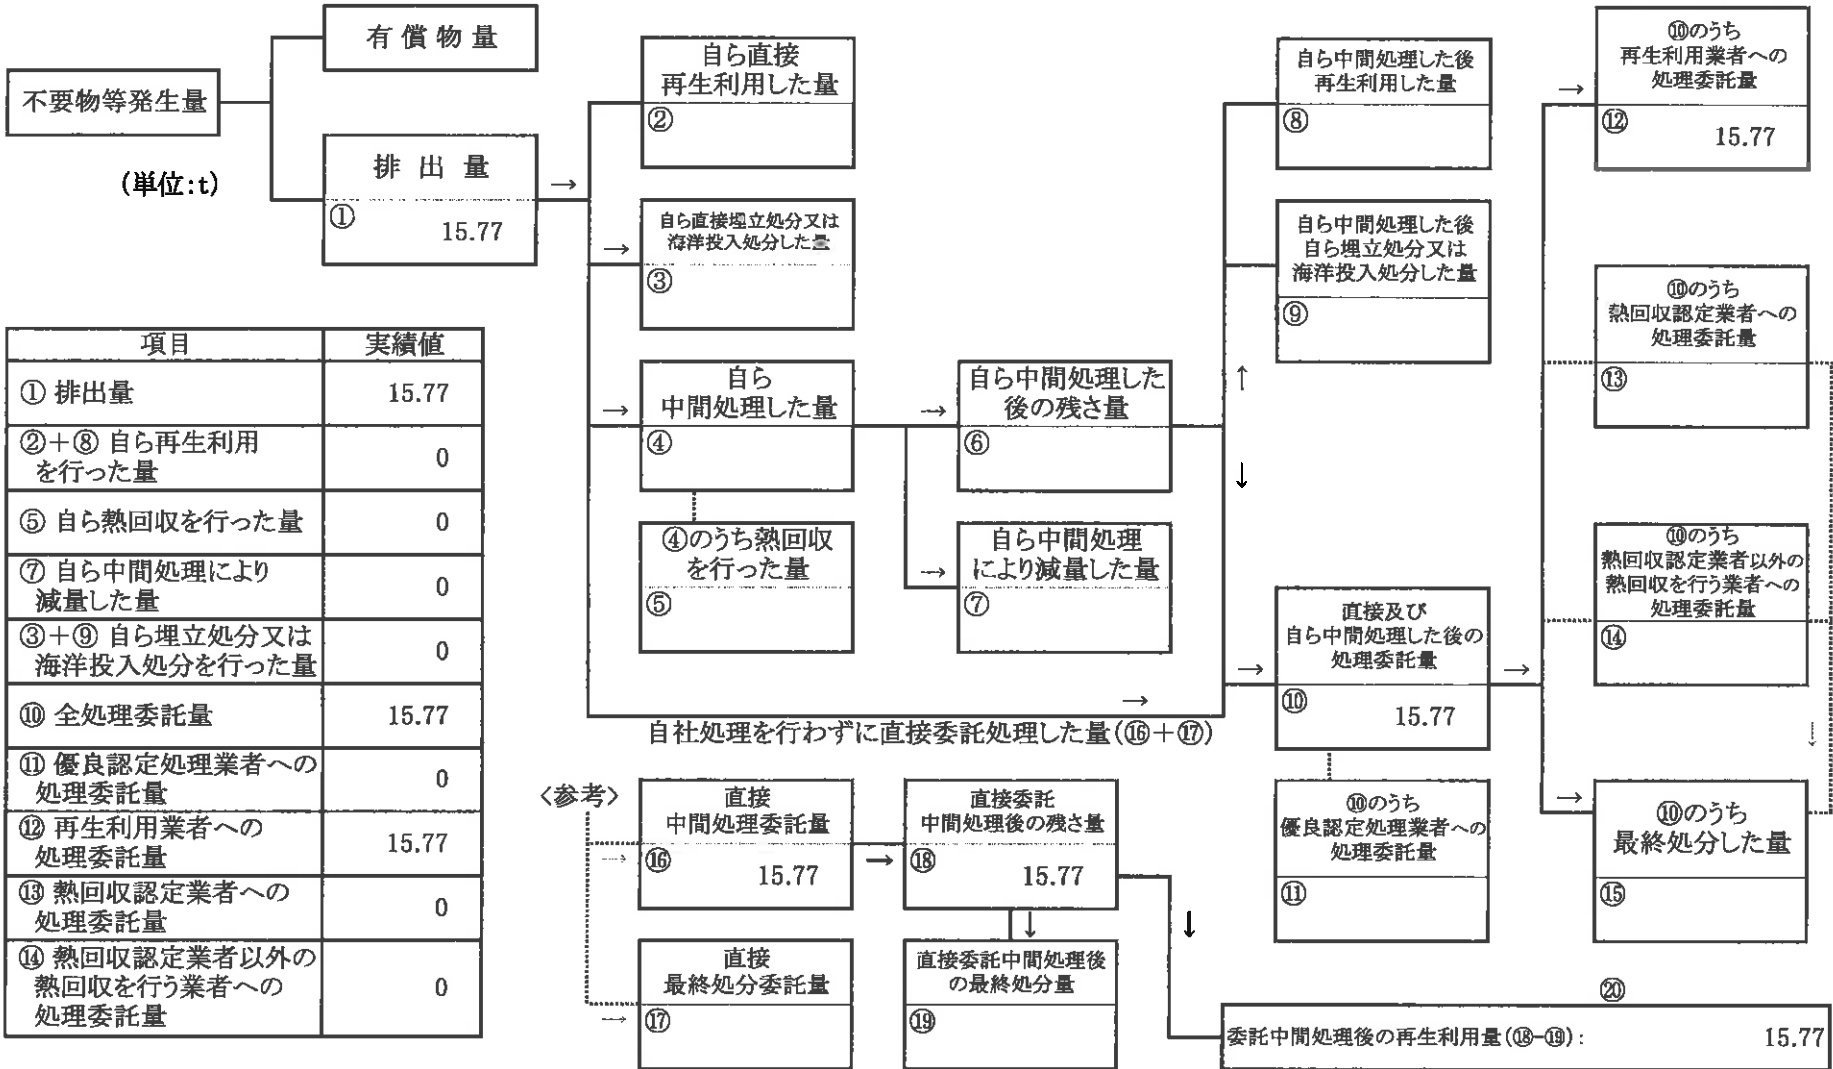 不要物等発生量
(単位:t)
有償物量
排出量
①
15.77
自ら直接
再生利用した量
②
自ら直接埋立処分又は
海洋投入処分した量
③
自ら
中間処理した量
④
④のうち熱回収
を行った量
⑤
自ら中間処理した
後の残さ量
⑥
自ら中間処理
により減量した量
⑦
自ら中間処理した後
再生利用した量
⑧
自ら中間処理した後
自ら埋立処分又は
海洋投入処分した量
⑨
直接及び
自ら中間処理した後の
処理委託量
⑩
15.77
⑩のうち
優良認定処理業者への
処理委託量
⑪
⑩のうち
再生利用業者への
処理委託量
⑫
15.77
⑩のうち
熱回収認定業者への
処理委託量
⑬
⑩のうち
熱回収認定業者以外の
熱回収を行う業者への
処理委託量
⑭
⑩のうち
最終処分した量
⑮
自社処理を行わずに直接委託処理した量(⑯+⑰)
<参考>
直接
中間処理委託量
⑯
15.77
直接
最終処分委託量
⑰
直接委託
中間処理後の残さ量
⑱
15.77
直接委託中間処理後
の最終処分量
⑲
⑳
委託中間処理後の再生利用量(⑱-⑲): 15.77
項目 実績値
① 排出量 15.77
②+⑧ 自ら再生利用
を行った量 0
⑤ 自ら熱回収を行った量 0
⑦ 自ら中間処理により
減量した量 0
③+⑨ 自ら埋立処分又は
海洋投入処分を行った量 0
⑩ 全処理委託量 15.77
⑪ 優良認定処理業者への
処理委託量 0
⑫ 再生利用業者への
処理委託量 15.77
⑬ 熱回収認定業者への
処理委託量 0
⑭ 熱回収認定業者以外の
熱回収を行う業者への
処理委託量 0